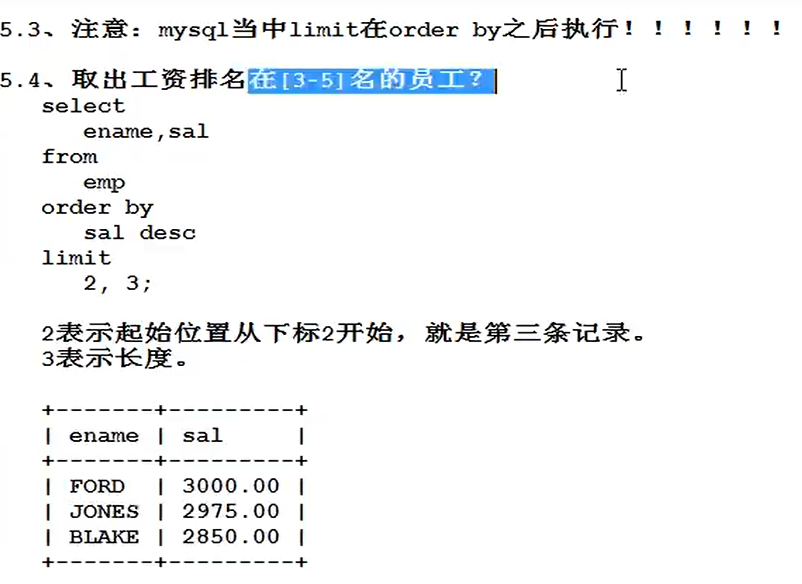 5.3、注意：mysql当中limit在order by之后执行！！！！！！
5.4、取出工资排名在[3-5]名的员工？
select
ename,sal
from
emp
order by
sal desc
limit
2, 3;
2表示起始位置从下标2开始，就是第三条记录。
3表示长度。
+-------+---------+
| ename | sal     |
+-------+---------+
| FORD  | 3000.00 |
| JONES | 2975.00 |
| BLAKE | 2850.00 |
+-------+---------+